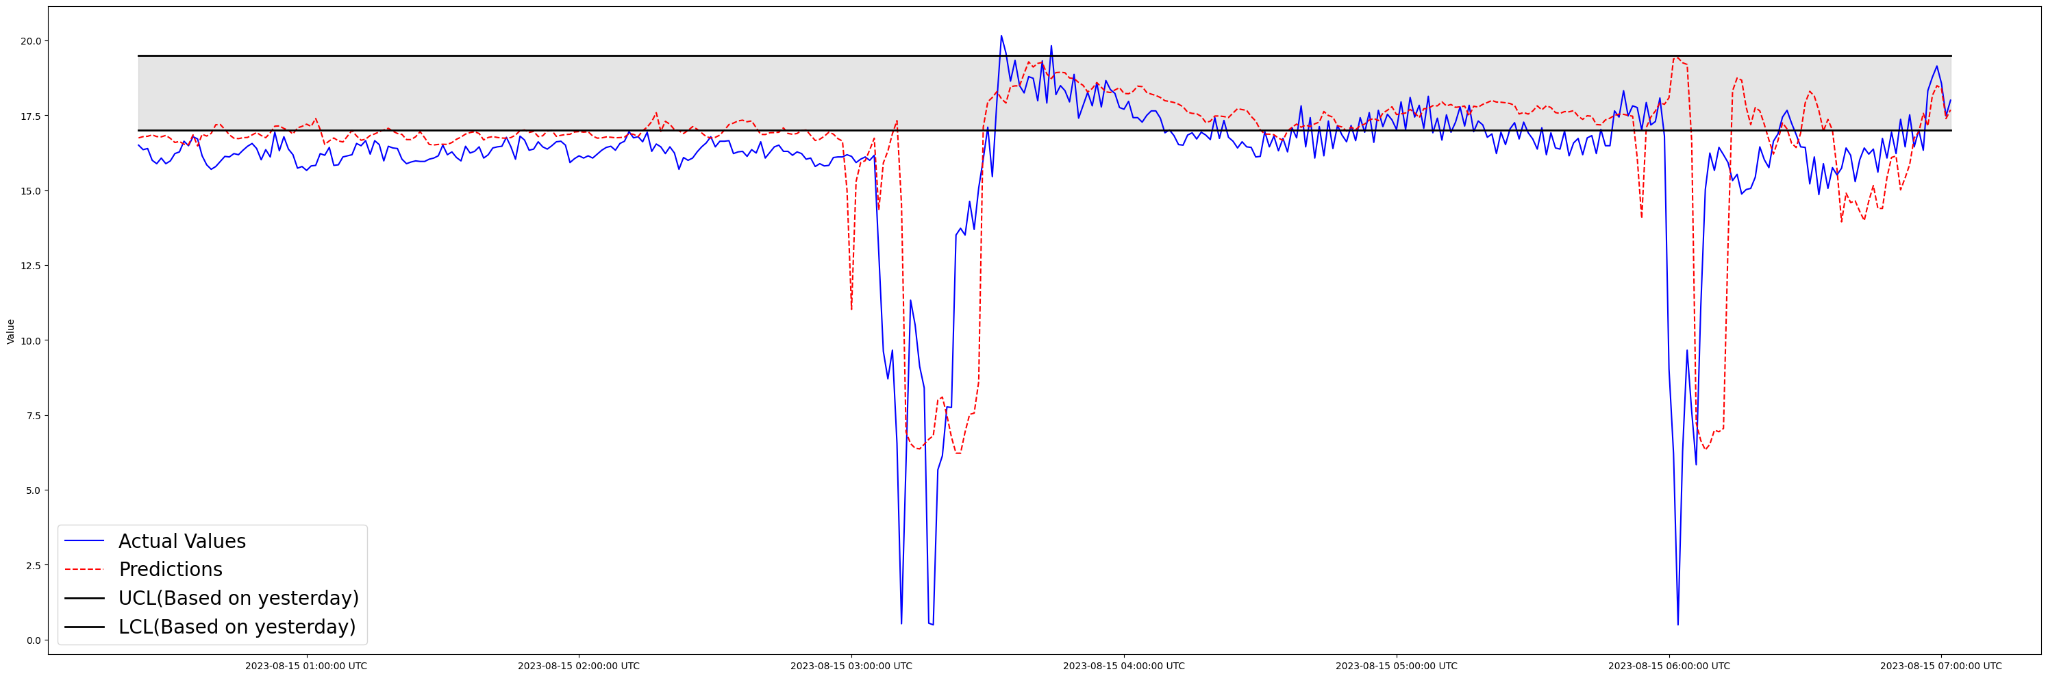 20.0
17.5
15.0
12.5
10.0
7.5
5.0
2.5
0.0
Value
Actual Values
Predictions
UCL(Based on yesterday)
LCL(Based on yesterday)
2023-08-15 01:00:00 UTC
2023-08-15 02:00:00 UTC
2023-08-15 03:00:00 UTC
2023-08-15 04:00:00 UTC
2023-08-15 05:00:00 UTC
2023-08-15 06:00:00 UTC
2023-08-15 07:00:00 UTC